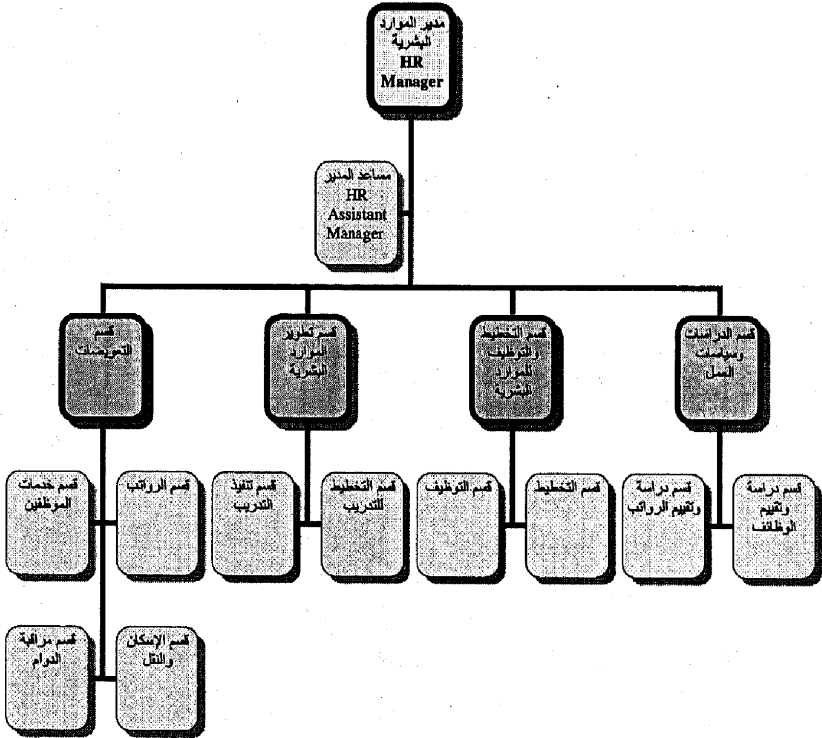 مدير الموارد
البشرية
HR
Manager
مساعد المدير
HR
Assistant
Manager
قسم الدراسات
وسياسات
العمل
قسم التخطيط
والتوظيف
للموارد
البشرية
قسم تطوير
الموارد
البشرية
قسم
التعويضات
قسم دراسة
وتقييم
الوظائف
قسم دراسة
وتقييم الرواتب
قسم التخطيط
قسم التوظيف
قسم التخطيط
للتدريب
قسم تنفيذ
التدريب
قسم الرواتب
قسم خدمات
الموظفين
قسم الإسكان
والنقل
قسم مراقبة
الدوام